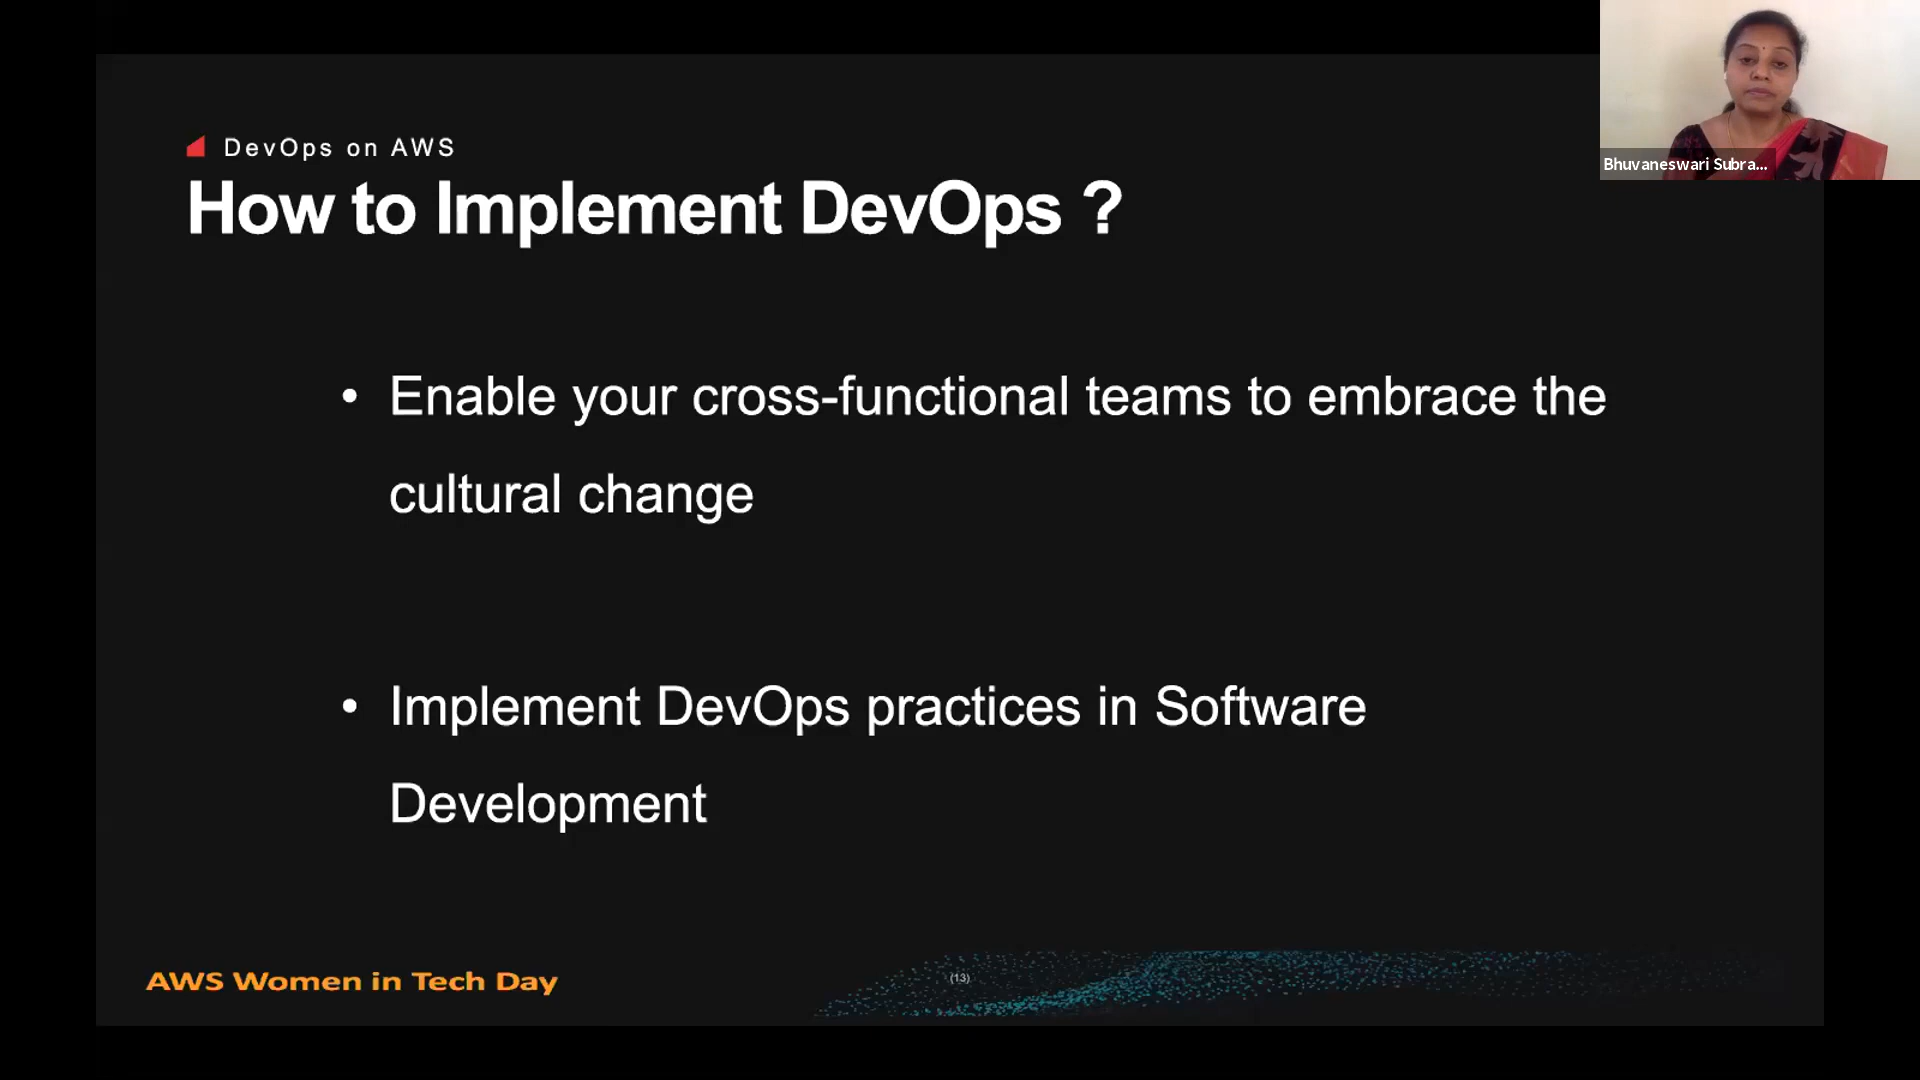 Bhuvaneswari Subra...
DevOps on AWS
How to Implement DevOps ?
• Enable your cross-functional teams to embrace the
cultural change
• Implement DevOps practices in Software
Development
AWS Women in Tech Day
(13)